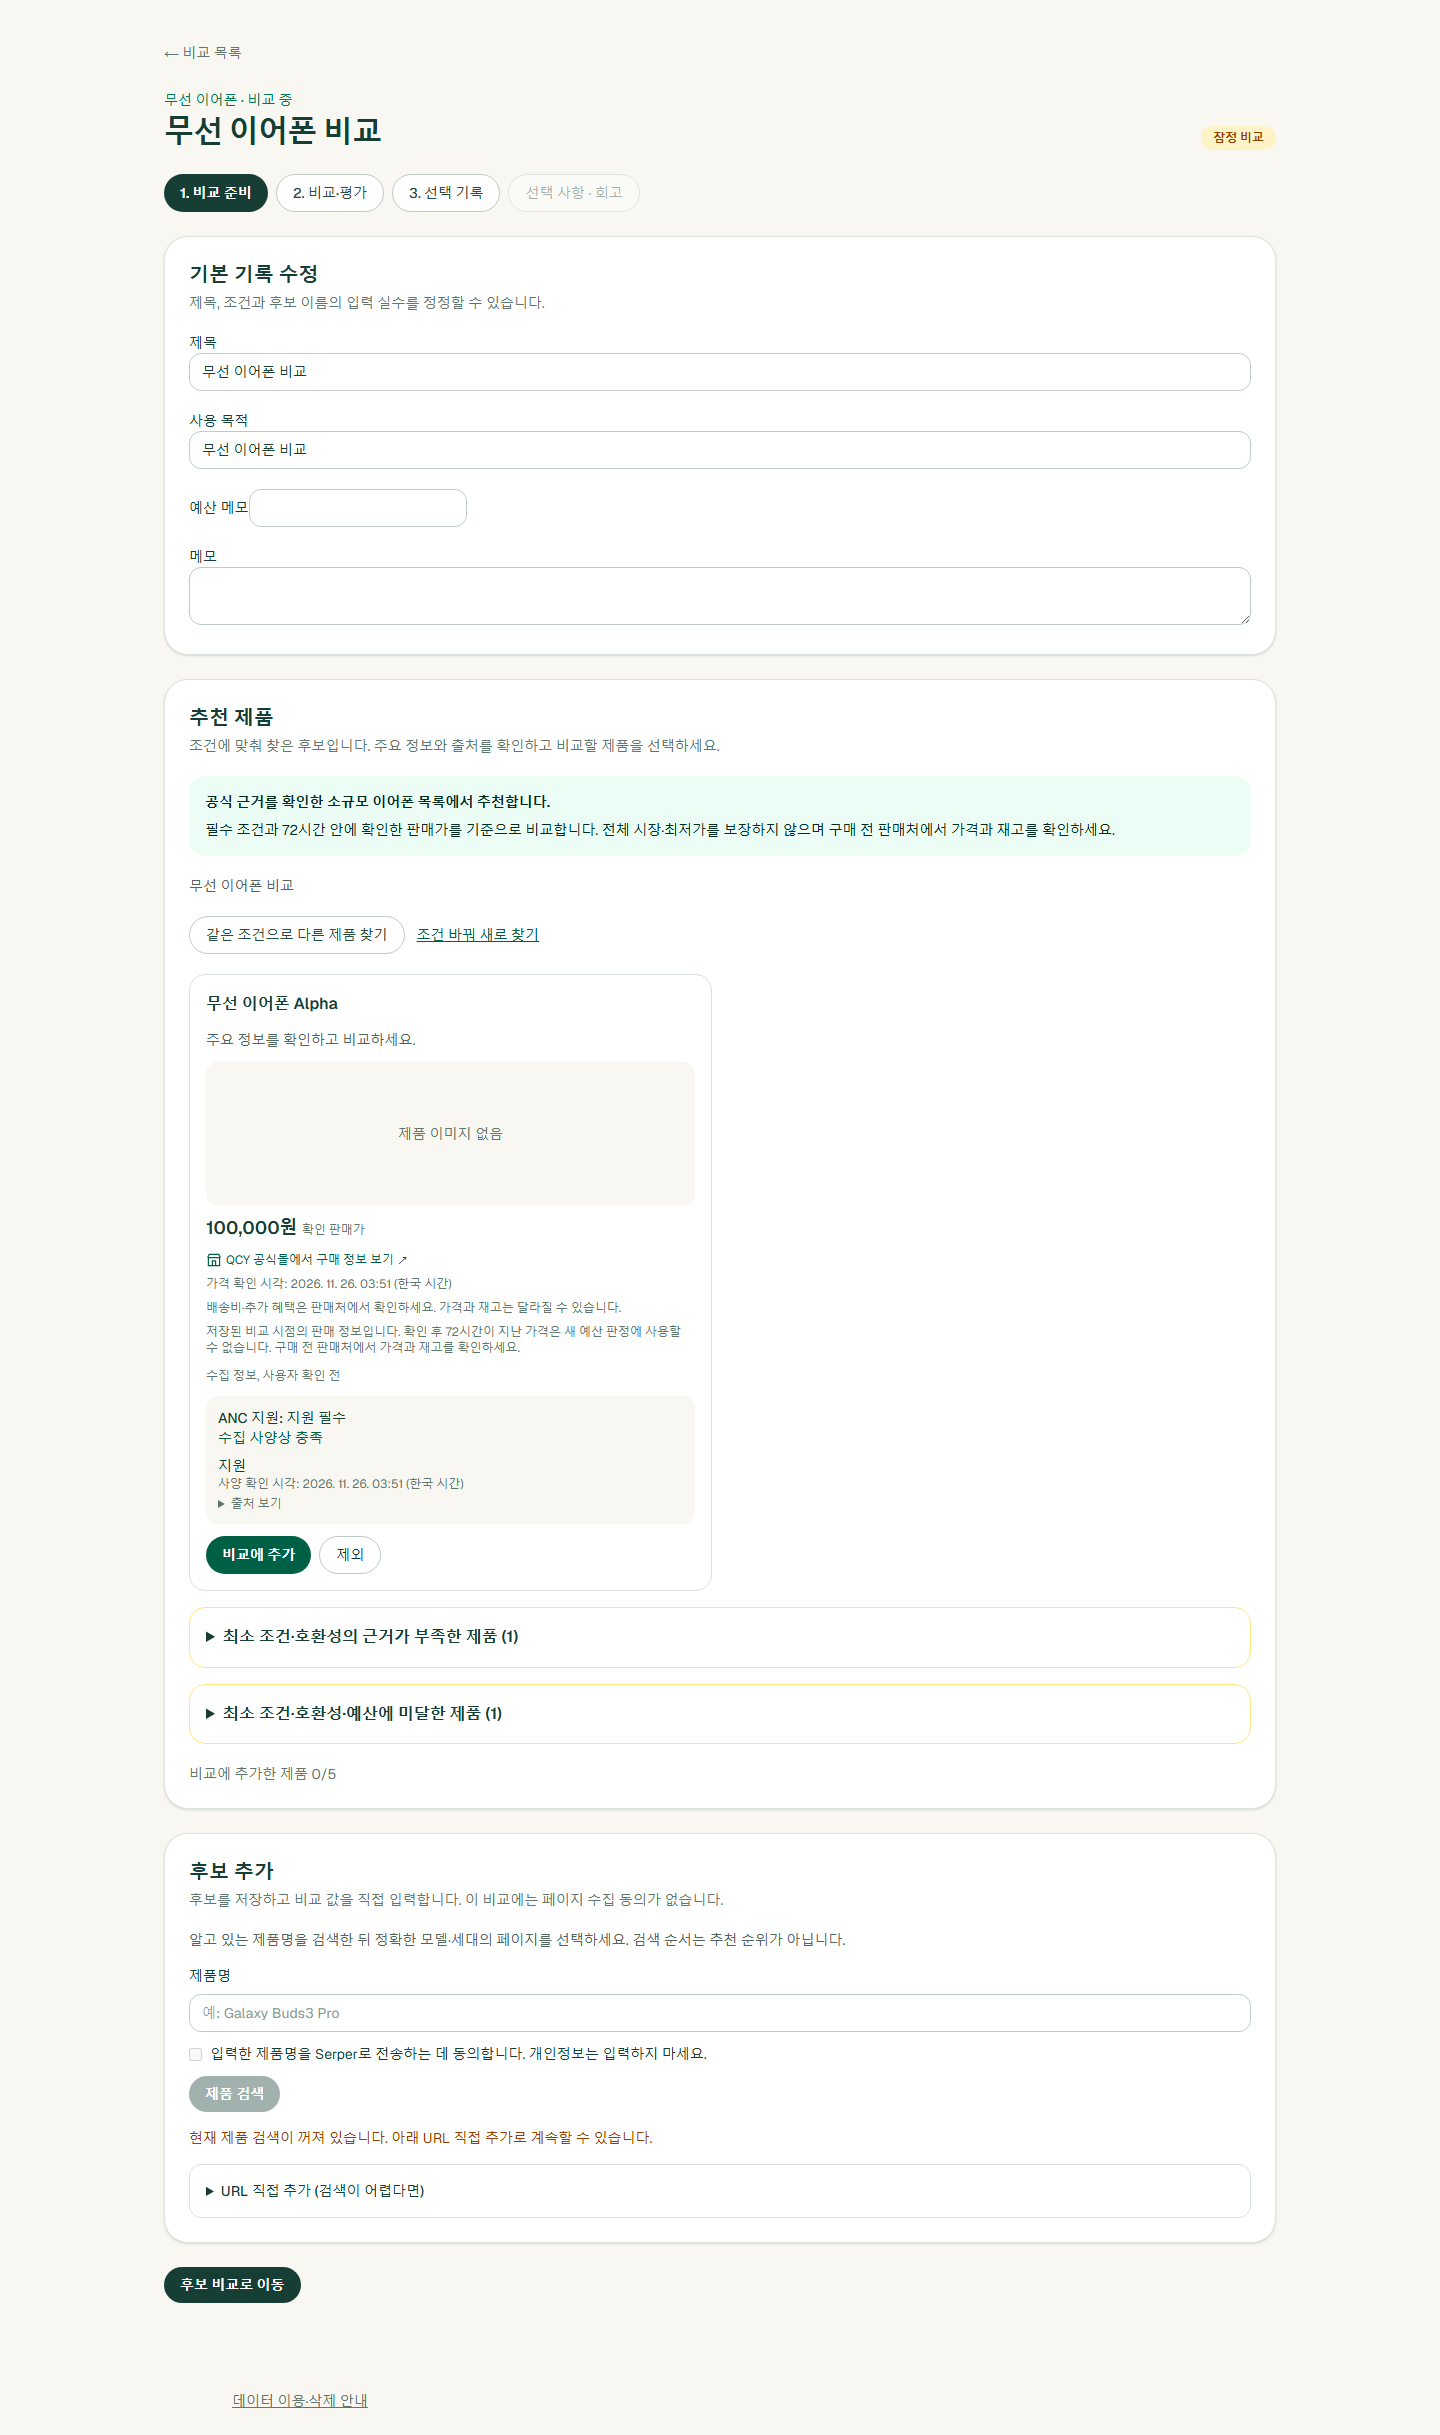 ← 비교 목록
무선 이어폰 · 비교 중
무선 이어폰 비교
잠정 비교
1. 비교 준비
2. 비교·평가
3. 선택 기록
선택 사항 · 회고
기본 기록 수정
제목, 조건과 후보 이름의 입력 실수를 정정할 수 있습니다.
제목
무선 이어폰 비교
사용 목적
무선 이어폰 비교
예산 메모
메모
추천 제품
조건에 맞춰 찾은 후보입니다. 주요 정보와 출처를 확인하고 비교할 제품을 선택하세요.
공식 근거를 확인한 소규모 이어폰 목록에서 추천합니다.
필수 조건과 72시간 안에 확인한 판매가를 기준으로 비교합니다. 전체 시장·최저가를 보장하지 않으며 구매 전 판매처에서 가격과 재고를 확인하세요.
무선 이어폰 비교
같은 조건으로 다른 제품 찾기
조건 바꿔 새로 찾기
무선 이어폰 Alpha
주요 정보를 확인하고 비교하세요.
제품 이미지 없음
100,000원 확인 판매가
QCY 공식몰에서 구매 정보 보기 ↗
가격 확인 시각: 2026. 11. 26. 03:51 (한국 시간)
배송비·추가 혜택은 판매처에서 확인하세요. 가격과 재고는 달라질 수 있습니다.
저장된 비교 시점의 판매 정보입니다. 확인 후 72시간이 지난 가격은 새 예산 판정에 사용할
수 없습니다. 구매 전 판매처에서 가격과 재고를 확인하세요.
수집 정보, 사용자 확인 전
ANC 지원: 지원 필수
수집 사양상 충족
지원
사양 확인 시각: 2026. 11. 26. 03:51 (한국 시간)
▶ 출처 보기
비교에 추가
제외
▶ 최소 조건·호환성의 근거가 부족한 제품 (1)
▶ 최소 조건·호환성·예산에 미달한 제품 (1)
비교에 추가한 제품 0/5
후보 추가
후보를 저장하고 비교 값을 직접 입력합니다. 이 비교에는 페이지 수집 동의가 없습니다.
알고 있는 제품명을 검색한 뒤 정확한 모델·세대의 페이지를 선택하세요. 검색 순서는 추천 순위가 아닙니다.
제품명
예: Galaxy Buds3 Pro
입력한 제품명을 Serper로 전송하는 데 동의합니다. 개인정보는 입력하지 마세요.
제품 검색
현재 제품 검색이 꺼져 있습니다. 아래 URL 직접 추가로 계속할 수 있습니다.
▶ URL 직접 추가 (검색이 어렵다면)
후보 비교로 이동
데이터 이용·삭제 안내